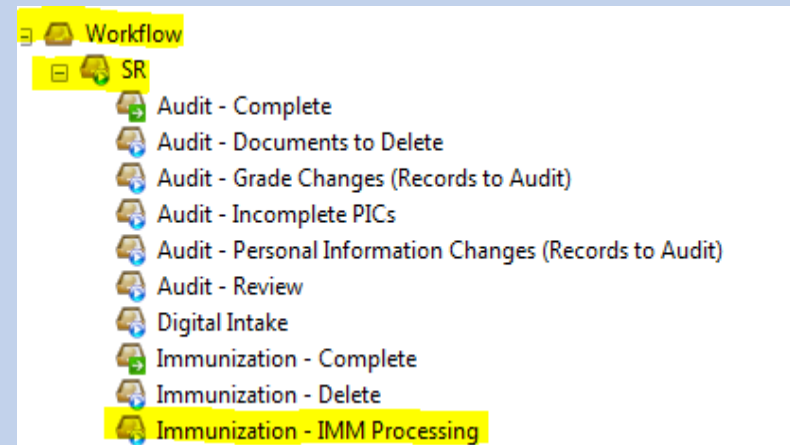 Workflow
SR
Audit - Complete
Audit - Documents to Delete
Audit - Grade Changes (Records to Audit)
Audit - Incomplete PICs
Audit - Personal Information Changes (Records to Audit)
Audit - Review
Digital Intake
Immunization - Complete
Immunization - Delete
Immunization - IMM Processing